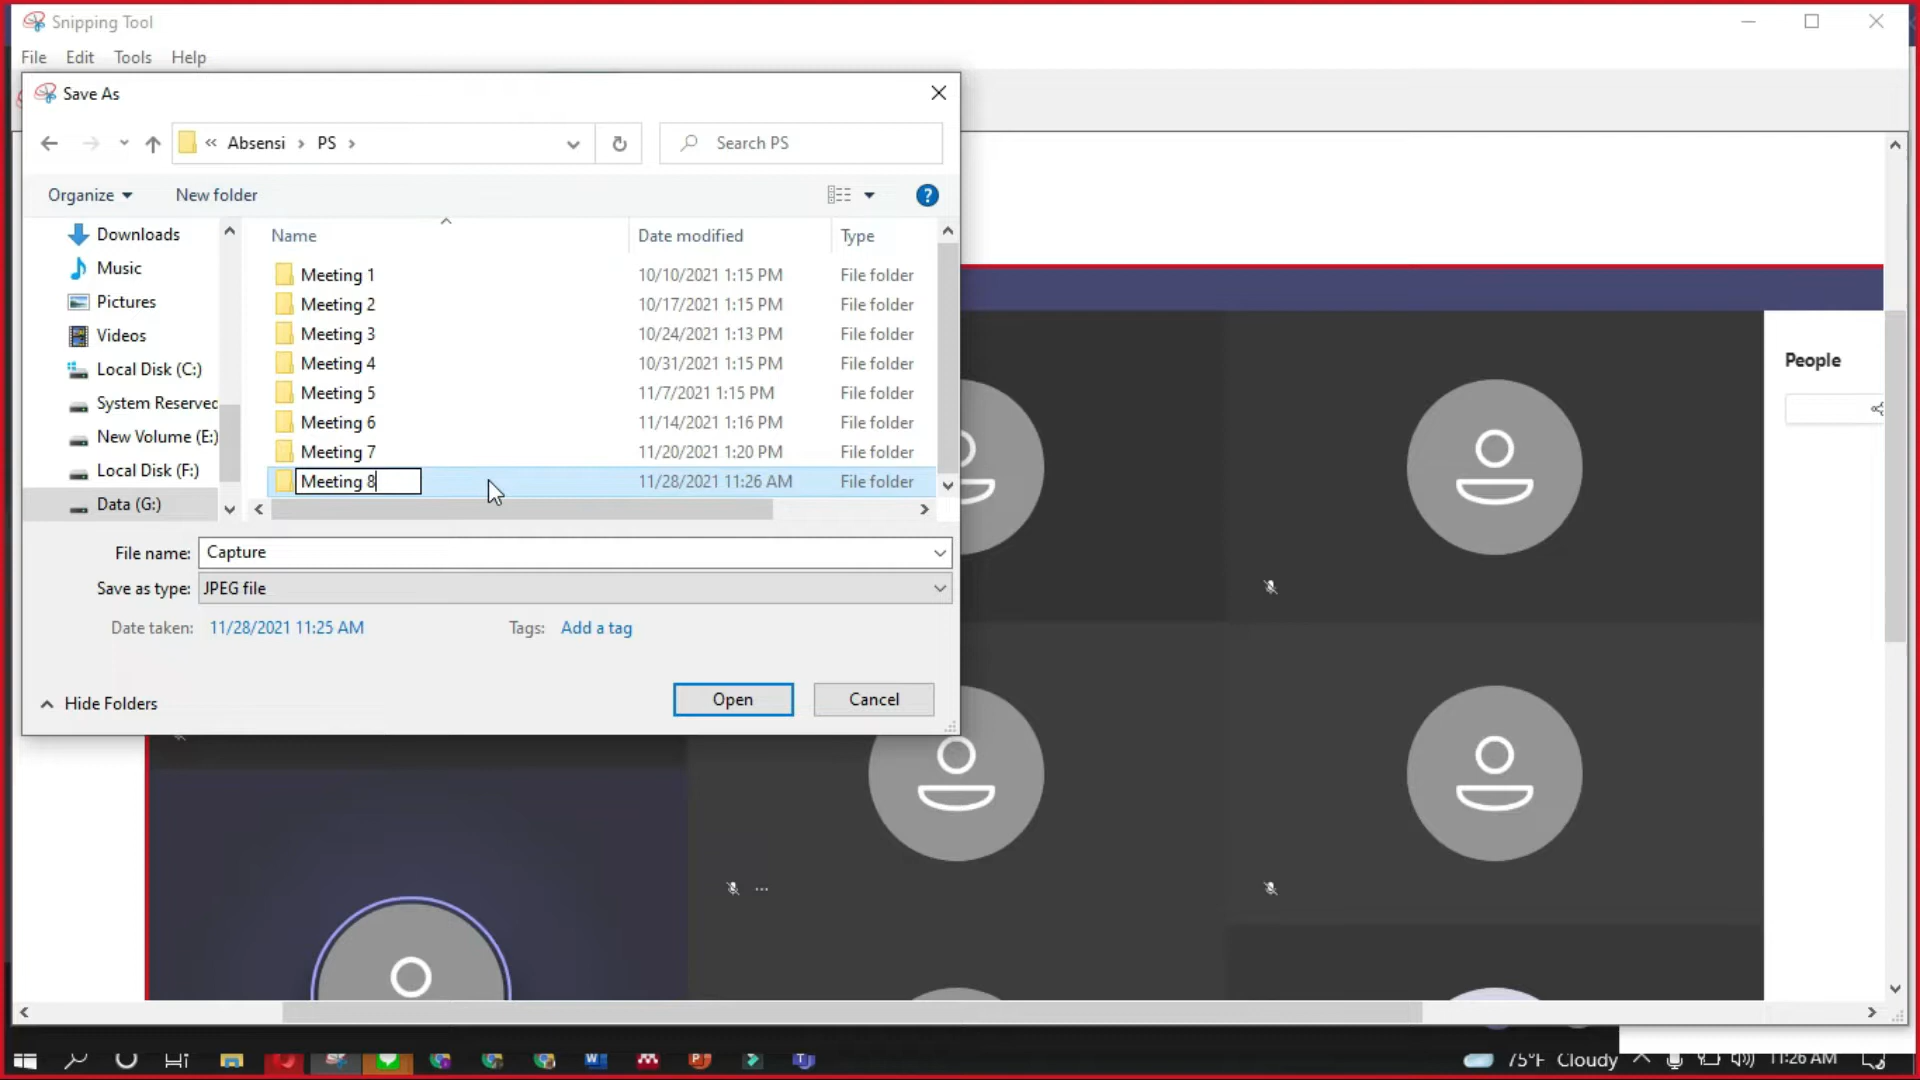 Snipping Tool
File Edit Tools Help
Save As
« Absensi › PS ›
Search PS
Organize New folder
Name Date modified Type
Downloads
Music
Pictures
Videos
Local Disk (C:)
System Reserved
New Volume (E:)
Local Disk (F:)
Data (G:)
Meeting 1 10/10/2021 1:15 PM File folder
Meeting 2 10/17/2021 1:15 PM File folder
Meeting 3 10/24/2021 1:13 PM File folder
Meeting 4 10/31/2021 1:15 PM File folder
Meeting 5 11/7/2021 1:15 PM File folder
Meeting 6 11/14/2021 1:16 PM File folder
Meeting 7 11/20/2021 1:20 PM File folder
Meeting 8 11/28/2021 11:26 AM File folder
File name: Capture
Save as type: JPEG file
Date taken: 11/28/2021 11:25 AM Tags: Add a tag
Hide Folders
Open Cancel
People
75°F Cloudy 11:26 AM